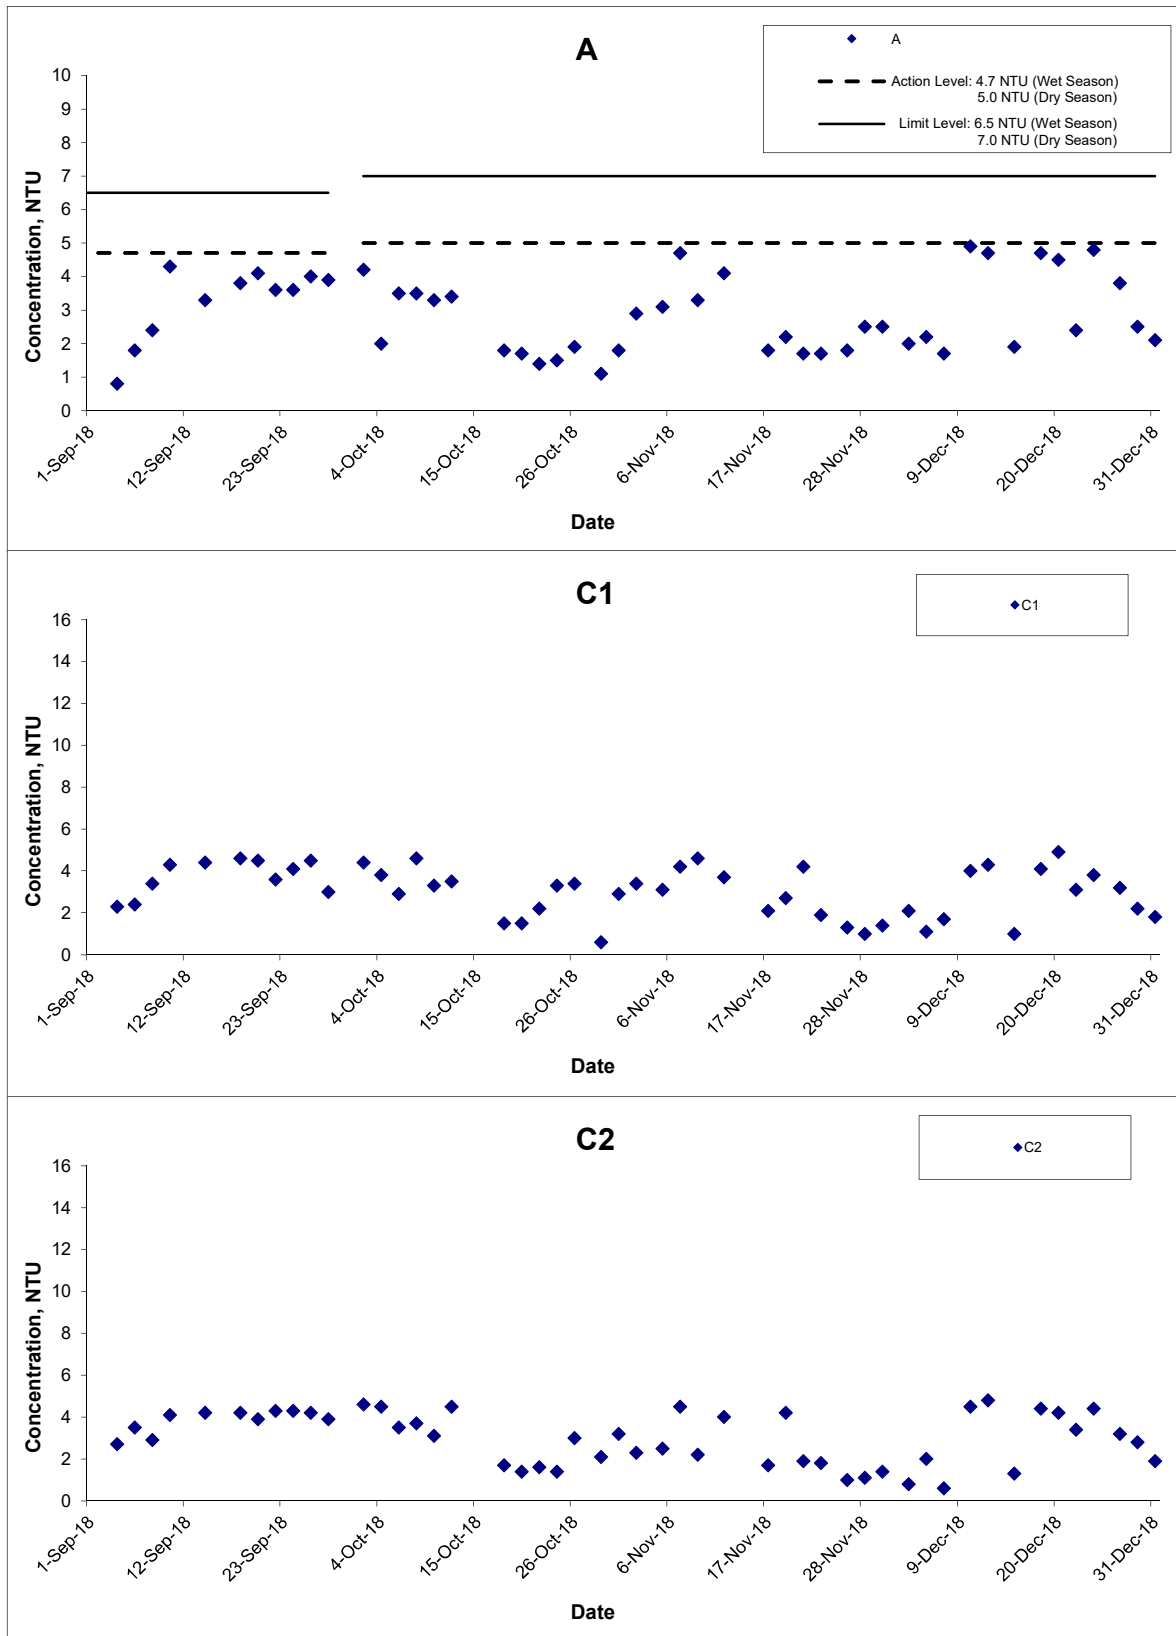 A
A
Action Level: 4.7 NTU (Wet Season)
5.0 NTU (Dry Season)
Limit Level: 6.5 NTU (Wet Season)
7.0 NTU (Dry Season)
Concentration, NTU
10
9
8
7
6
5
4
3
2
1
0
1-Sep-18
12-Sep-18
23-Sep-18
4-Oct-18
15-Oct-18
26-Oct-18
6-Nov-18
17-Nov-18
28-Nov-18
9-Dec-18
20-Dec-18
31-Dec-18
Date
C1
C1
Concentration, NTU
16
14
12
10
8
6
4
2
0
1-Sep-18
12-Sep-18
23-Sep-18
4-Oct-18
15-Oct-18
26-Oct-18
6-Nov-18
17-Nov-18
28-Nov-18
9-Dec-18
20-Dec-18
31-Dec-18
Date
C2
C2
Concentration, NTU
16
14
12
10
8
6
4
2
0
1-Sep-18
12-Sep-18
23-Sep-18
4-Oct-18
15-Oct-18
26-Oct-18
6-Nov-18
17-Nov-18
28-Nov-18
9-Dec-18
20-Dec-18
31-Dec-18
Date